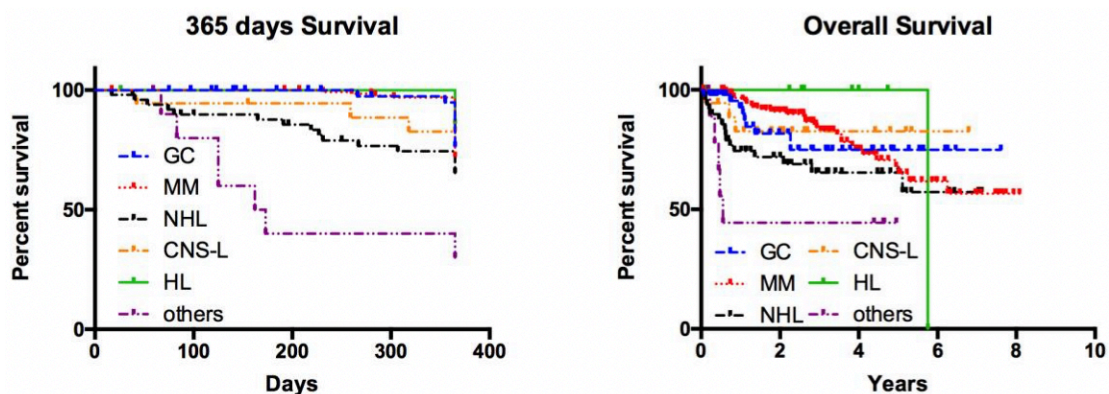 365 days Survival
Percent survival
100
50
0
GC
MM
NHL
CNS-L
HL
others
0 100 200 300 400
Days
Overall Survival
Percent survival
100
50
0
GC CNS-L
MM HL
NHL others
0 2 4 6 8 10
Years